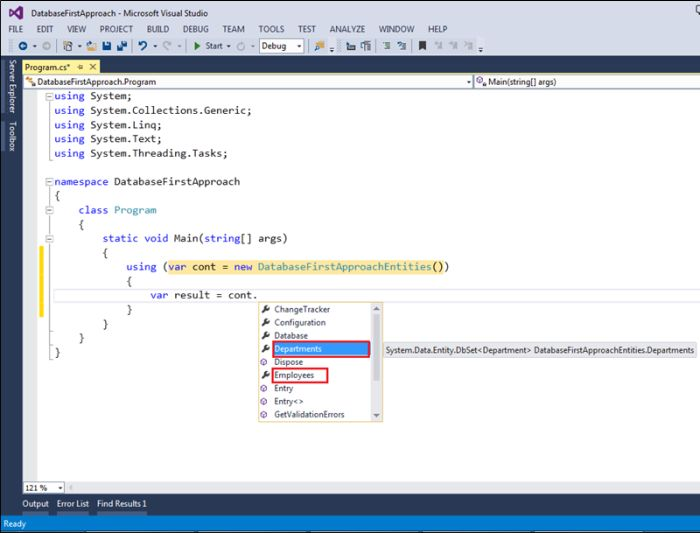 DatabaseFirstApproach - Microsoft Visual Studio
FILE EDIT VIEW PROJECT BUILD DEBUG TEAM TOOLS TEST ANALYZE WINDOW HELP
Start Debug
Server Explorer
Toolbox
Program.cs*
DatabaseFirstApproach.Program Main(string[] args)
using System;
using System.Collections.Generic;
using System.Linq;
using System.Text;
using System.Threading.Tasks;
namespace DatabaseFirstApproach
{
class Program
{
static void Main(string[] args)
{
using (var cont = new DatabaseFirstApproachEntities())
{
var result = cont.
}
}
}
}
ChangeTracker
Configuration
Database
Departments System.Data.Entity.DbSet<Department> DatabaseFirstApproachEntities.Departments
Dispose
Employees
Entry
Entry<>
GetValidationErrors
121 %
Output Error List Find Results 1
Ready